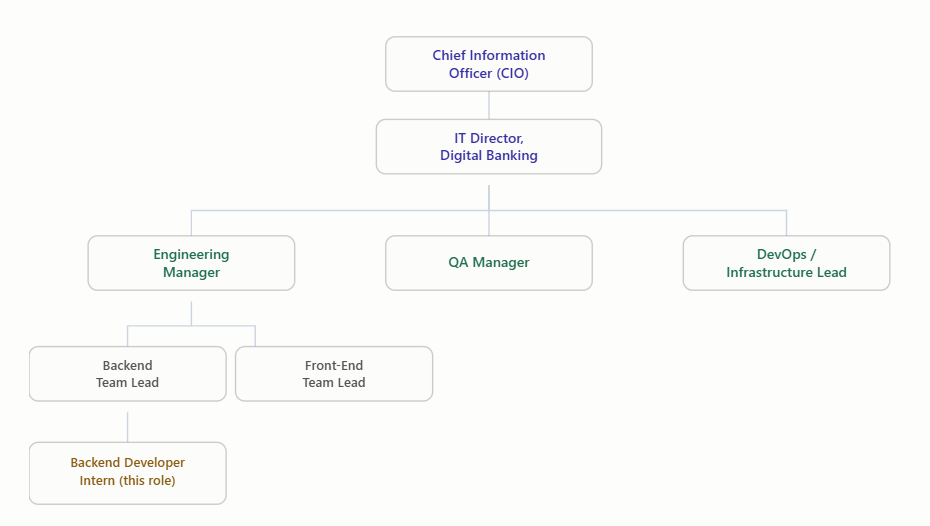 Chief Information
Officer (CIO)
IT Director,
Digital Banking
Engineering
Manager
QA Manager
DevOps /
Infrastructure Lead
Backend
Team Lead
Front-End
Team Lead
Backend Developer
Intern (this role)